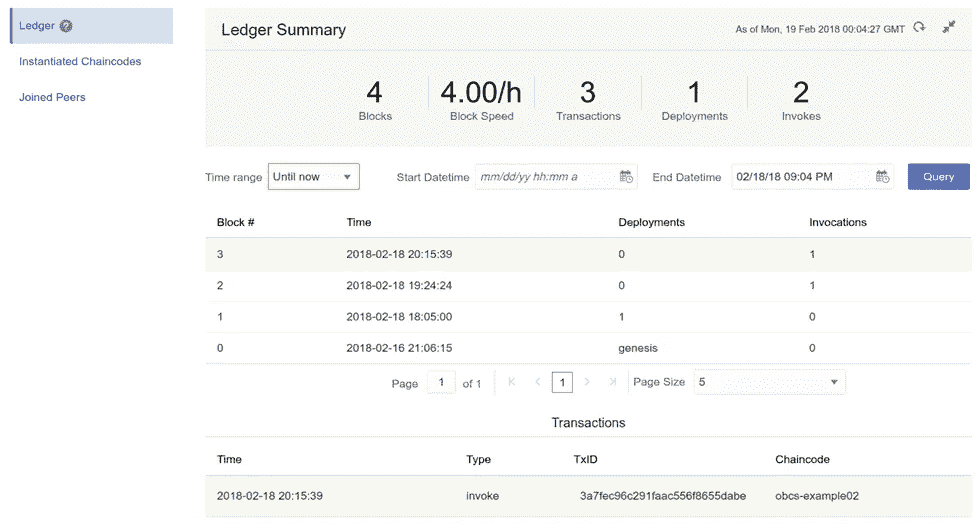 Ledger ?
Instantiated Chaincodes
Joined Peers
Ledger Summary
As of Mon, 19 Feb 2018 00:04:27 GMT
4 4.00/h 3 1 2
Blocks Block Speed Transactions Deployments Invokes
Time range Until now Start Datetime mm/dd/yy hh:mm a End Datetime 02/18/18 09:04 PM Query
Block # Time Deployments Invocations
3 2018-02-18 20:15:39 0 1
2 2018-02-18 19:24:24 0 1
1 2018-02-18 18:05:00 1 0
0 2018-02-16 21:06:15 genesis 0
Page 1 of 1 1 Page Size 5
Transactions
Time Type TxID Chaincode
2018-02-18 20:15:39 invoke 3a7fec96c291faac556f8655dabe obcs-example02